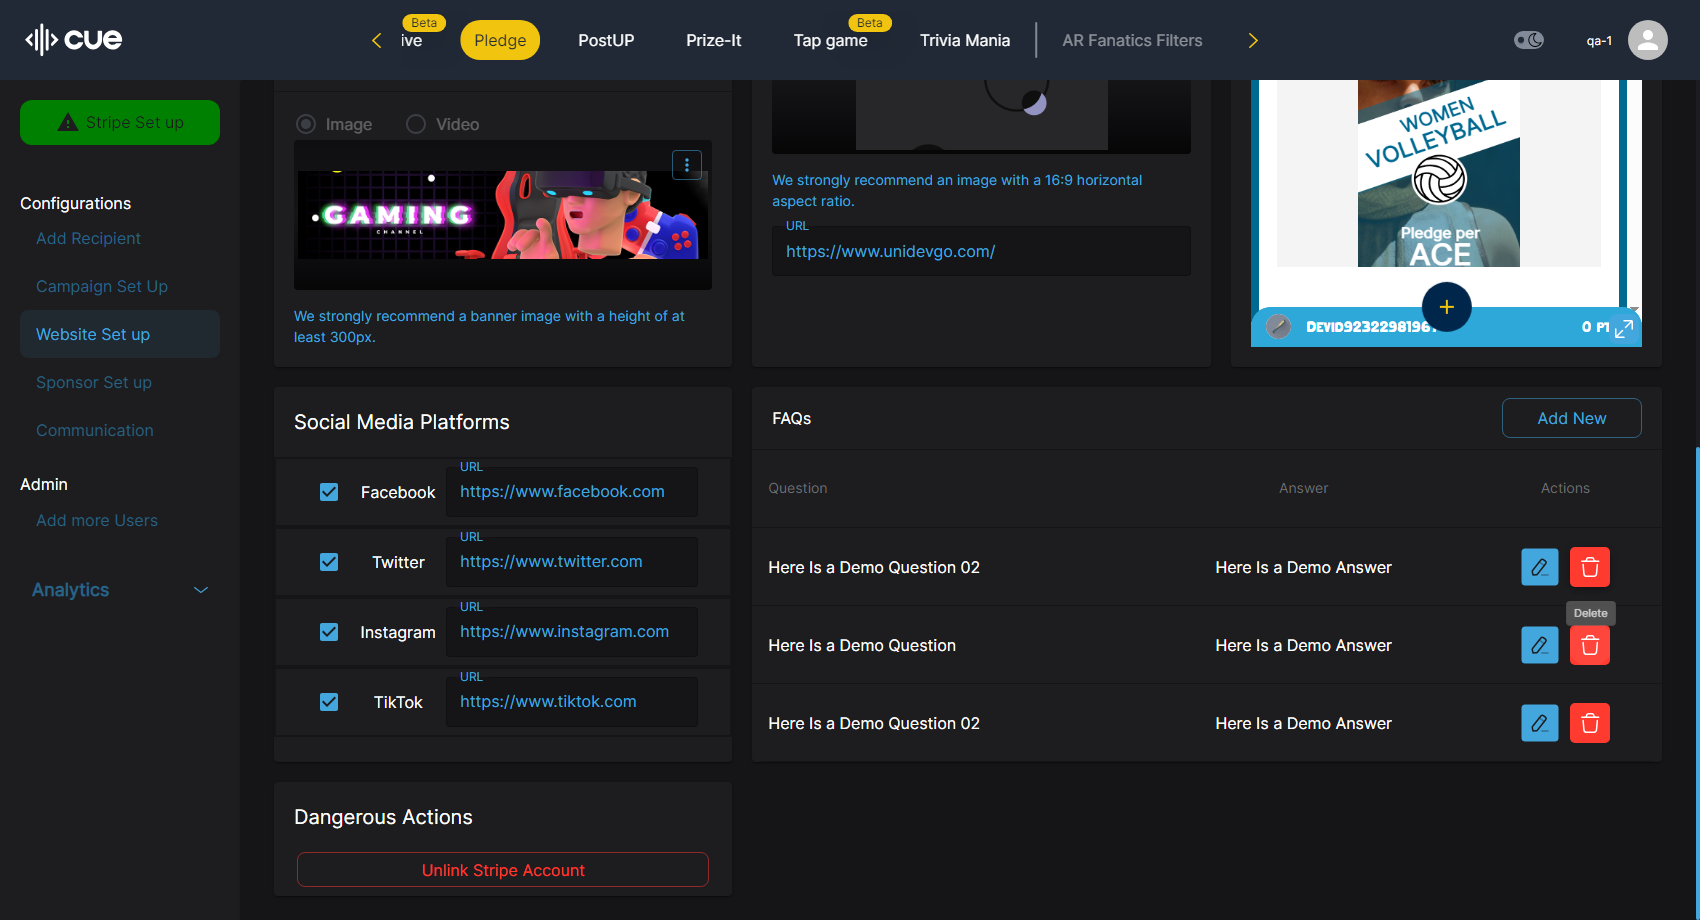 cue
ive
Beta
Pledge
PostUP
Prize-It
Tap game
Beta
Trivia Mania
AR Fanatics Filters
qa-1
Stripe Set up
Configurations
Add Recipient
Campaign Set Up
Website Set up
Sponsor Set up
Communication
Admin
Add more Users
Analytics
Image
Video
GAMING
CHANNEL
We strongly recommend a banner image with a height of at
least 300px.
We strongly recommend an image with a 16:9 horizontal
aspect ratio.
URL
https://www.unidevgo.com/
WOMEN
VOLLEYBALL
Pledge per
ACE
0 PT
Social Media Platforms
Facebook
URL
https://www.facebook.com
Twitter
URL
https://www.twitter.com
Instagram
URL
https://www.instagram.com
TikTok
URL
https://www.tiktok.com
FAQs
Add New
Question Answer Actions
Here Is a Demo Question 02 Here Is a Demo Answer
Delete
Here Is a Demo Question Here Is a Demo Answer
Here Is a Demo Question 02 Here Is a Demo Answer
Dangerous Actions
Unlink Stripe Account